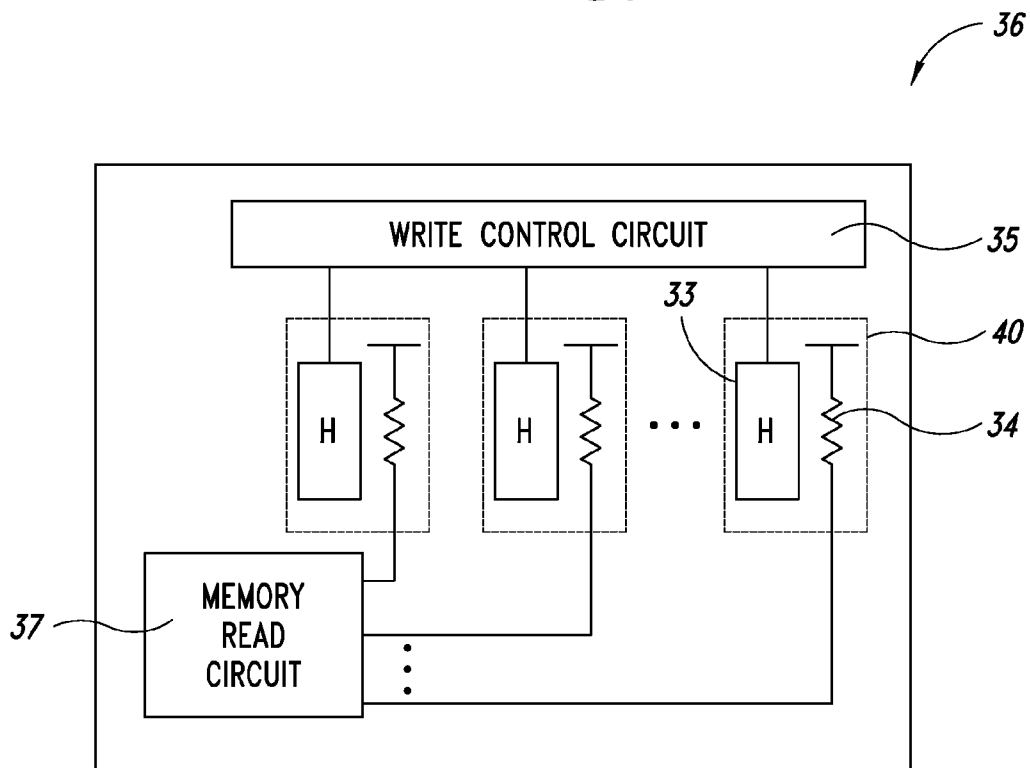 36
WRITE CONTROL CIRCUIT
35
33
40
H
H
H
34
MEMORY
READ
CIRCUIT
37